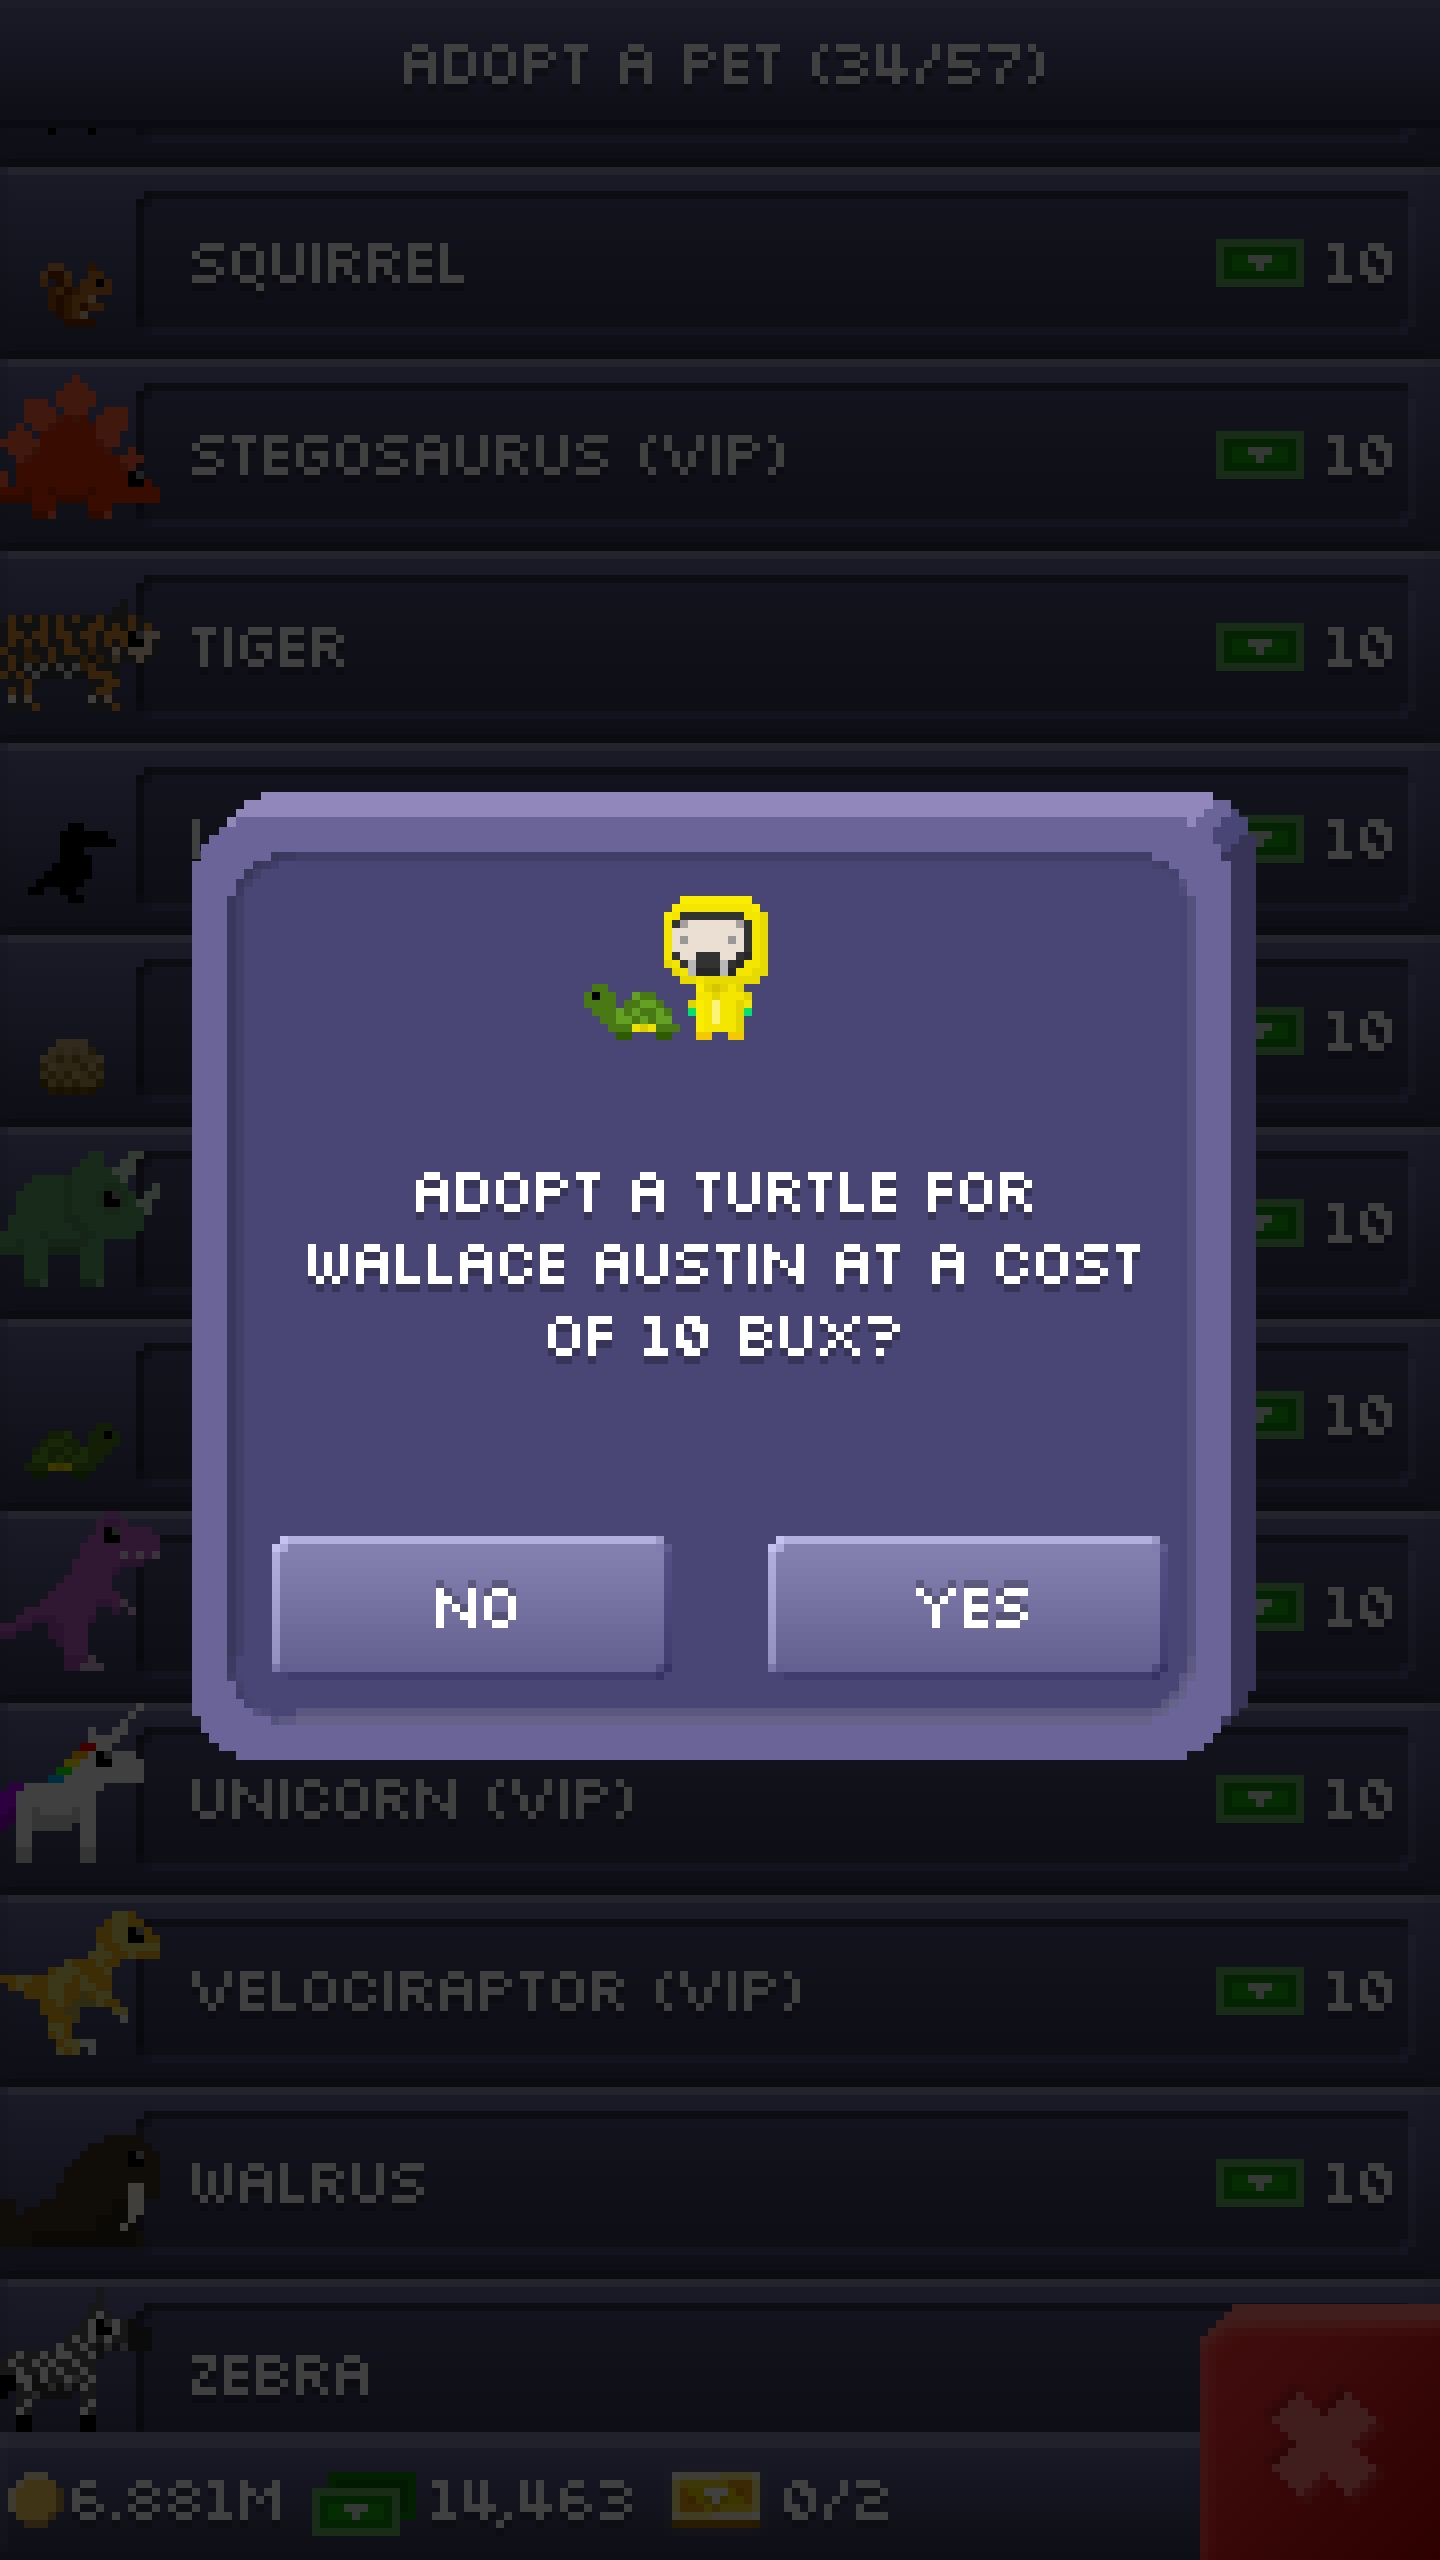 ADOPT A PET (34/57)
SQUIRREL 10
STEGOSAURUS (VIP) 10
TIGER 10
10
10
10
10
10
ADOPT A TURTLE FOR
WALLACE AUSTIN AT A COST
OF 10 BUX?
NO YES
UNICORN (VIP) 10
VELOCIRAPTOR (VIP) 10
WALRUS 10
ZEBRA
6.881M 14,463 0/2